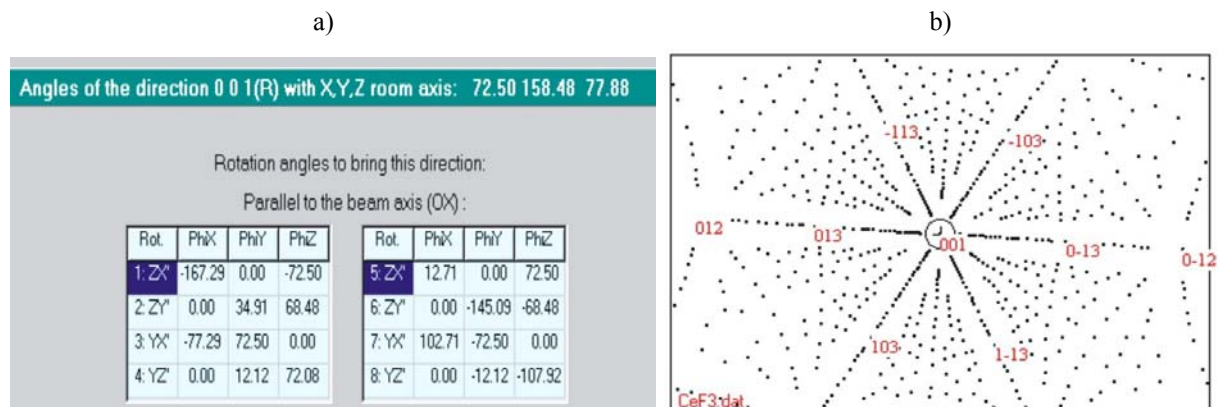 a) b)
Angles of the direction 0 0 1(R) with X,Y,Z room axis: 72.50 158.48 77.88
Rotation angles to bring this direction:
Parallel to the beam axis (OX) :
Rot. PhiX PhiY PhiZ
1: ZX' -167.29 0.00 -72.50
2: ZY' 0.00 34.91 68.48
3: YX' -77.29 72.50 0.00
4: YZ' 0.00 12.12 72.08
Rot. PhiX PhiY PhiZ
5: ZX' 12.71 0.00 72.50
6: ZY' 0.00 -145.09 -68.48
7: YX' 102.71 -72.50 0.00
8: YZ' 0.00 -12.12 -107.92
-113 -103
012 013 001 0-13 0-12
103 1-13
CeF3.dat